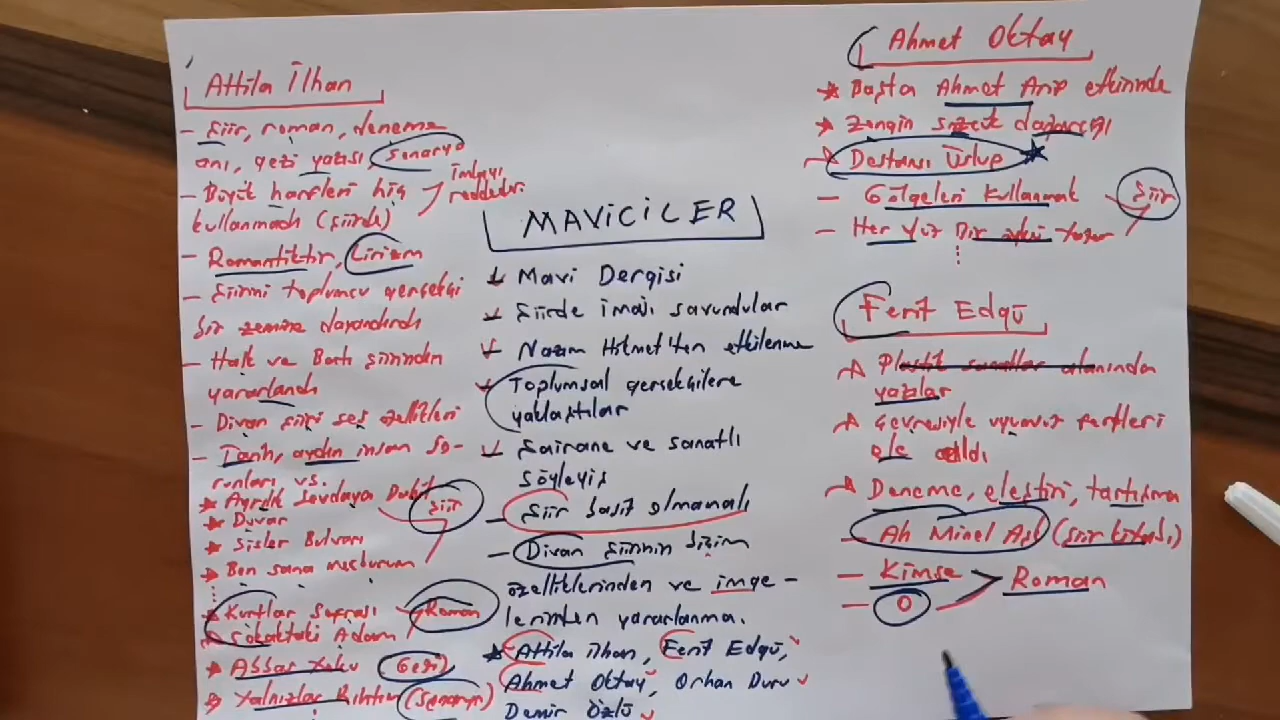 Attila İlhan
- Şiir, roman, deneme
anı, gezi yazısı, senaryo
- Büyük harfleri hiç
kullanmadı (şiirde)
imlayı
reddeder
- Romantiktir, Lirizm
- Şiirini toplumcu gerçekçi
bir zemine dayandırdı
- Halk ve Batı şiirinden
yararlandı
- Divan şiiri ses özellikleri
- Tarih, aydın insan so-
runları vs.
* Ayrılık Sevdaya Dahil
* Duvar
* Sisler Bulvarı
* Ben sana mecburum
Şiir
* Kurtlar Sofrası
* Sokaktaki Adam
Roman
* Abbas Yolcu (Gezi)
* Yalnızlar Rıhtımı (Senaryo)
MAVİCİLER
Mavi Dergisi
Şiirde imajı savundular
Nazım Hikmet'ten etkilenme
Toplumsal gerçekçilere
yaklaştılar
Şairane ve sanatlı
söyleyiş
- Şiir basit olmamalı
- Divan şiirinin biçim
özelliklerinden ve imge-
lerinden yararlanma.
* Attila ilhan, Ferit Edgü,
Ahmet Oktay, Orhan Duru
Demir Özlü
Ahmet Oktay
* Başta Ahmet Arif etkisinde
* Zengin sözcük dağarcığı
Destansı Üslup
- Gölgeleri Kullanmak
- Her Yüz Bir öykü Yazar
Şiir
Ferit Edgü
Plastik sanatlar alanından
yazılar
Çevresiyle uyumsuz fertleri
ele aldı
Deneme, eleştiri, tartışma
- Ah Minel Aşk (şiir kitabı)
- Kimse
- O
Roman